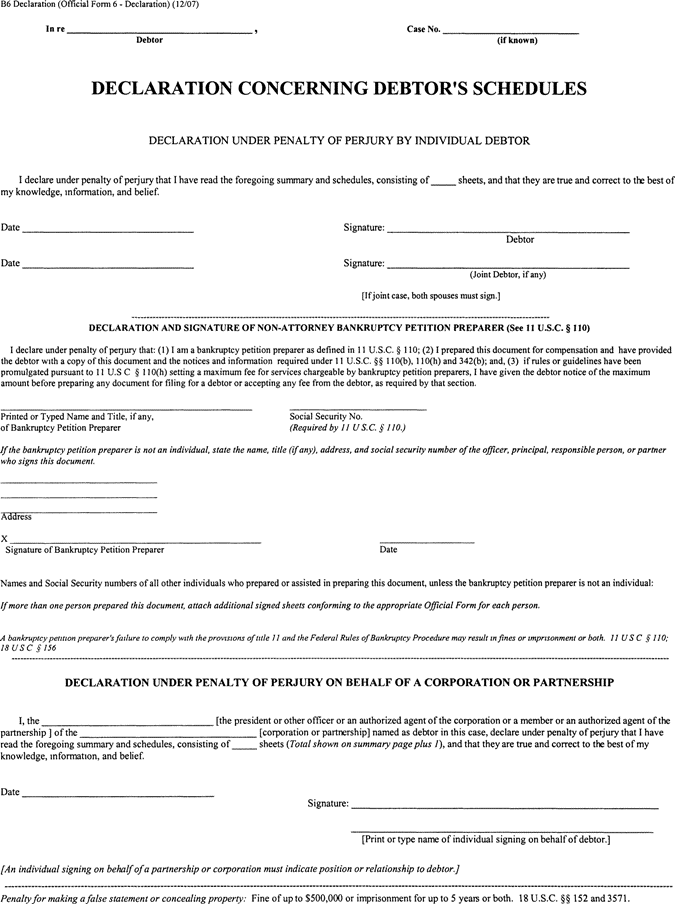 B6 Declaration (Official Form 6 - Declaration) (12/07)
In re ____________________, Case No. ____________________
Debtor (if known)
DECLARATION CONCERNING DEBTOR'S SCHEDULES
DECLARATION UNDER PENALTY OF PERJURY BY INDIVIDUAL DEBTOR
I declare under penalty of perjury that I have read the foregoing summary and schedules, consisting of _____ sheets, and that they are true and correct to the best of
my knowledge, information, and belief.
Date ____________________ Signature: ____________________
Debtor
Date ____________________ Signature: ____________________
(Joint Debtor, if any)
[If joint case, both spouses must sign.]
DECLARATION AND SIGNATURE OF NON-ATTORNEY BANKRUPTCY PETITION PREPARER (See 11 U.S.C. § 110)
I declare under penalty of perjury that: (1) I am a bankruptcy petition preparer as defined in 11 U.S.C. § 110; (2) I prepared this document for compensation and have provided
the debtor with a copy of this document and the notices and information required under 11 U.S.C. §§ 110(b), 110(h) and 342(b); and, (3) if rules or guidelines have been
promulgated pursuant to 11 U S C § 110(h) setting a maximum fee for services chargeable by bankruptcy petition preparers, I have given the debtor notice of the maximum
amount before preparing any document for filing for a debtor or accepting any fee from the debtor, as required by that section.
Printed or Typed Name and Title, if any, Social Security No.
of Bankruptcy Petition Preparer (Required by 11 U S.C. § 110.)
If the bankruptcy petition preparer is not an individual, state the name, title (if any), address, and social security number of the officer, principal, responsible person, or partner
who signs this document.
Address
X ____________________ ____________________
Signature of Bankruptcy Petition Preparer Date
Names and Social Security numbers of all other individuals who prepared or assisted in preparing this document, unless the bankruptcy petition preparer is not an individual:
If more than one person prepared this document, attach additional signed sheets conforming to the appropriate Official Form for each person.
A bankruptcy petition preparer's failure to comply with the provisions of title 11 and the Federal Rules of Bankruptcy Procedure may result in fines or imprisonment or both. 11 U S C § 110;
18 U S C § 156
DECLARATION UNDER PENALTY OF PERJURY ON BEHALF OF A CORPORATION OR PARTNERSHIP
I, the ____________________ [the president or other officer or an authorized agent of the corporation or a member or an authorized agent of the
partnership ] of the ____________________ [corporation or partnership] named as debtor in this case, declare under penalty of perjury that I have
read the foregoing summary and schedules, consisting of _____ sheets (Total shown on summary page plus 1), and that they are true and correct to the best of my
knowledge, information, and belief.
Date ____________________
Signature: ____________________
[Print or type name of individual signing on behalf of debtor.]
[An individual signing on behalf of a partnership or corporation must indicate position or relationship to debtor.]
Penalty for making a false statement or concealing property: Fine of up to $500,000 or imprisonment for up to 5 years or both. 18 U.S.C. §§ 152 and 3571.